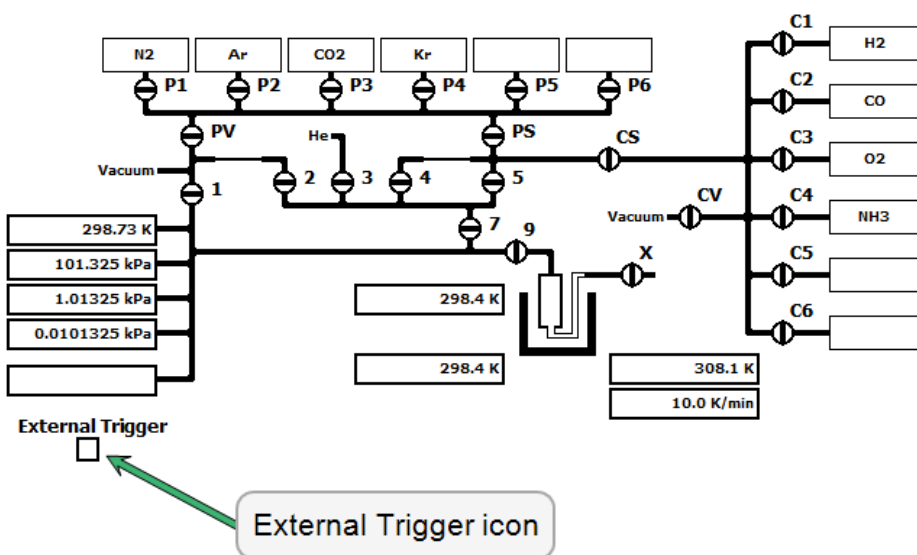 C1
N2
Ar
CO2
Kr
H2
P1
P2
P3
P4
P5
P6
C2
CO
PV
He
PS
CS
C3
O2
Vacuum
1
2
3
4
5
C4
NH3
Vacuum
CV
298.73 K
7
9
X
101.325 kPa
C5
1.01325 kPa
298.4 K
C6
0.0101325 kPa
298.4 K
308.1 K
10.0 K/min
External Trigger
External Trigger icon